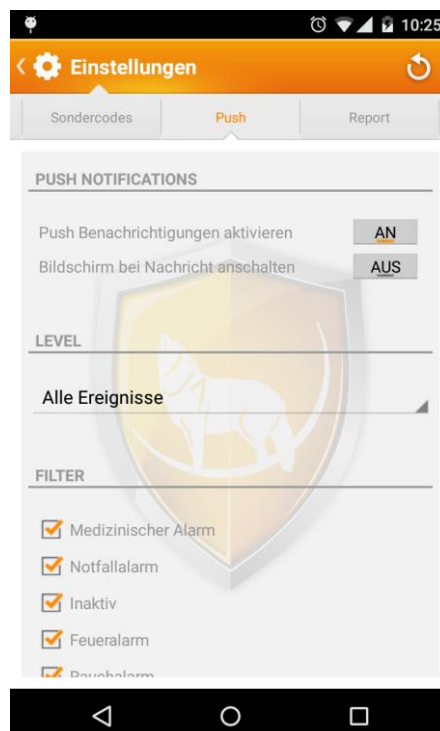 10:25
Einstellungen
Sondercodes Push Report
PUSH NOTIFICATIONS
Push Benachrichtigungen aktivieren AN
Bildschirm bei Nachricht anschalten AUS
LEVEL
Alle Ereignisse
FILTER
Medizinischer Alarm
Notfallalarm
Inaktiv
Feueralarm
Rauchalarm